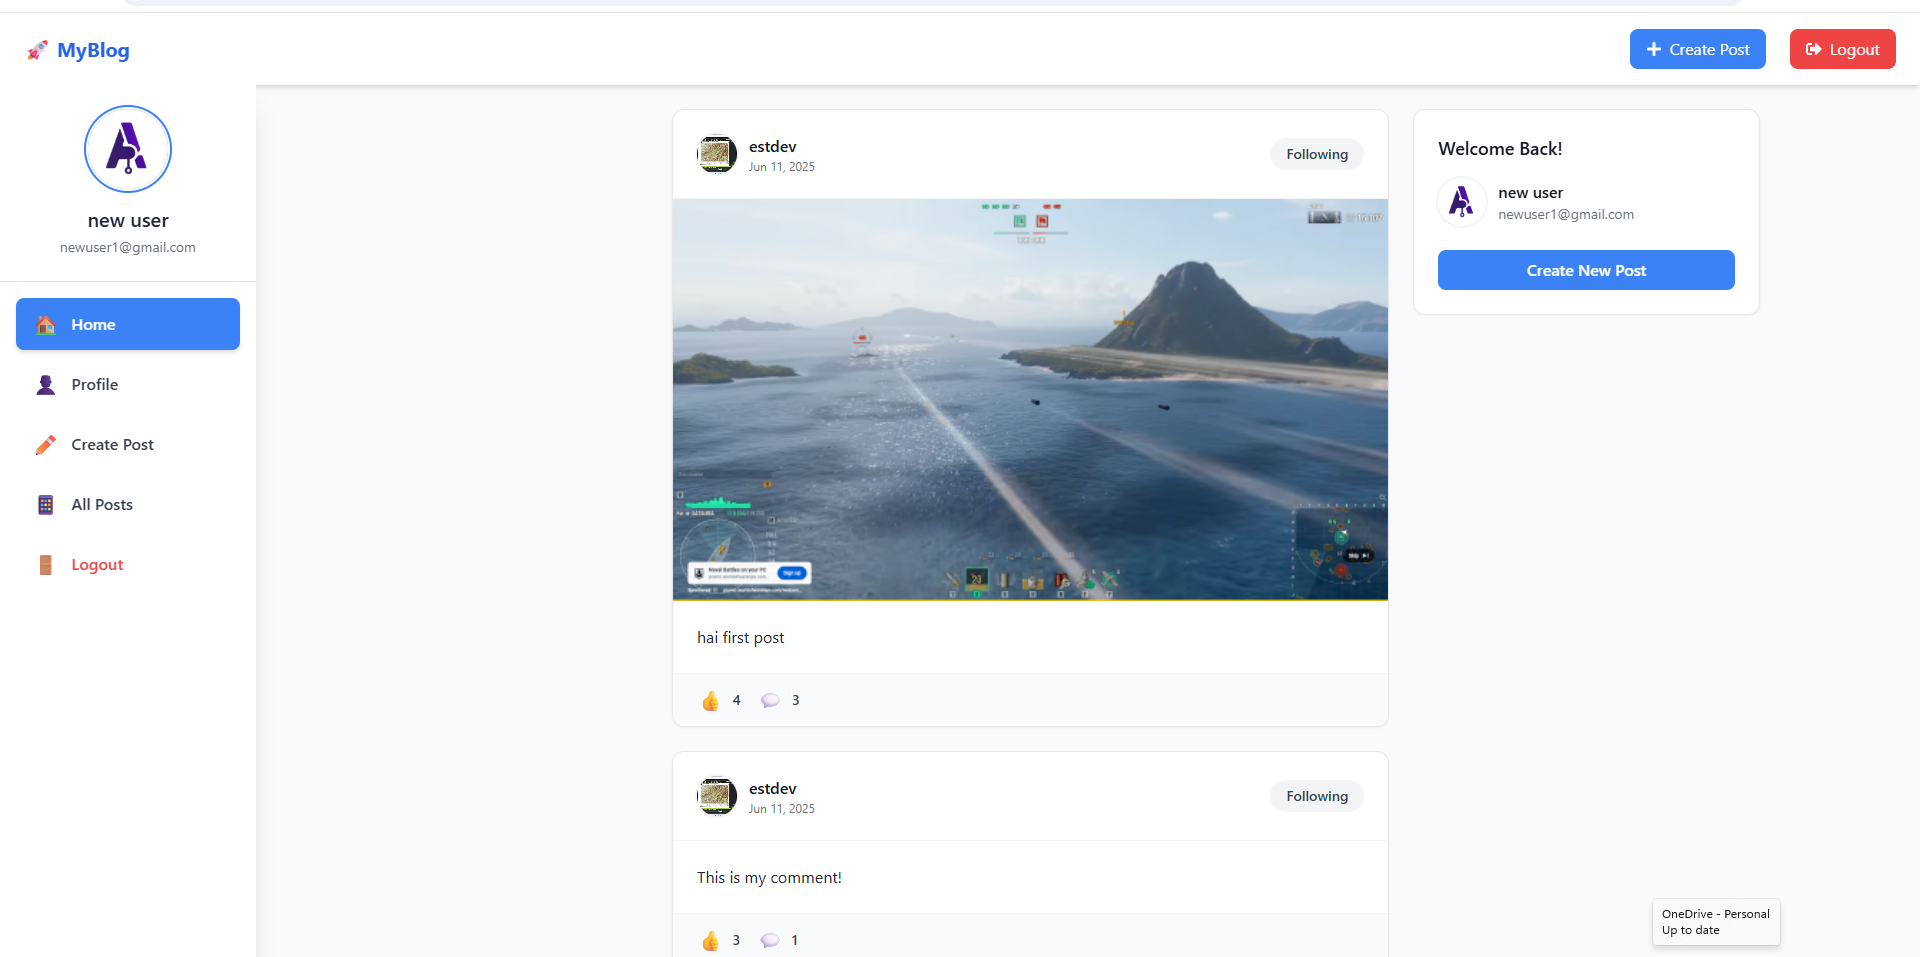 MyBlog
Create Post
Logout
new user
newuser1@gmail.com
Home
Profile
Create Post
All Posts
Logout
estdev
Jun 11, 2025
Following
Sign up
hai first post
4
3
estdev
Jun 11, 2025
Following
This is my comment!
3
1
Welcome Back!
new user
newuser1@gmail.com
Create New Post
OneDrive - Personal
Up to date